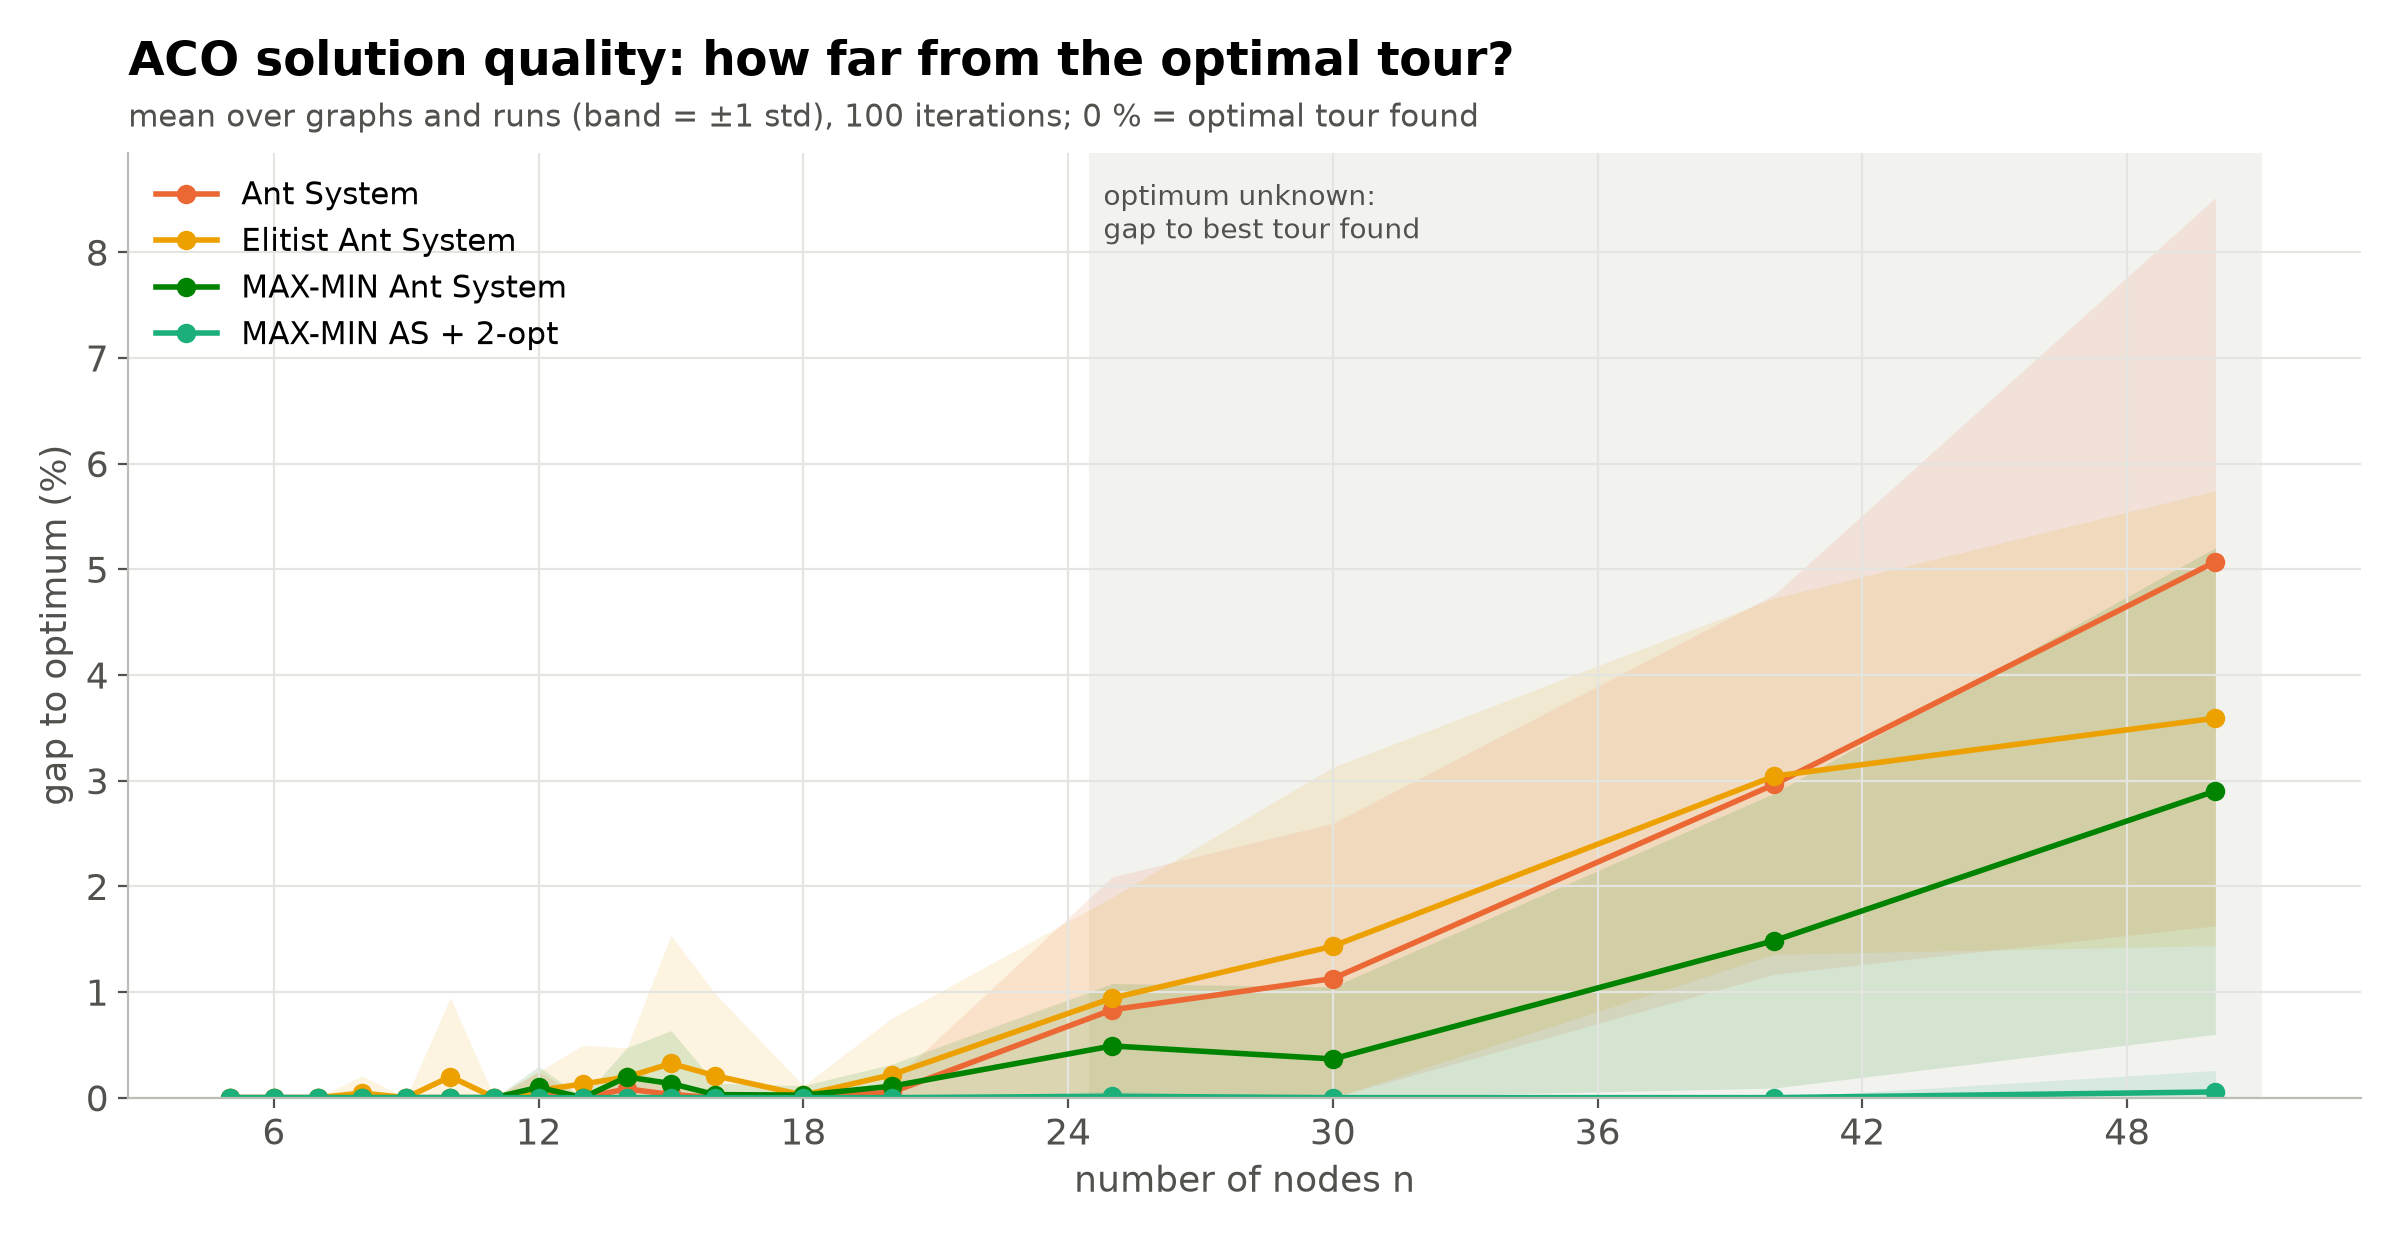 ACO solution quality: how far from the optimal tour?
mean over graphs and runs (band = ±1 std), 100 iterations; 0 % = optimal tour found
Ant System
Elitist Ant System
MAX-MIN Ant System
MAX-MIN AS + 2-opt
optimum unknown:
gap to best tour found
gap to optimum (%)
8
7
6
5
4
3
2
1
0
6 12 18 24 30 36 42 48
number of nodes n